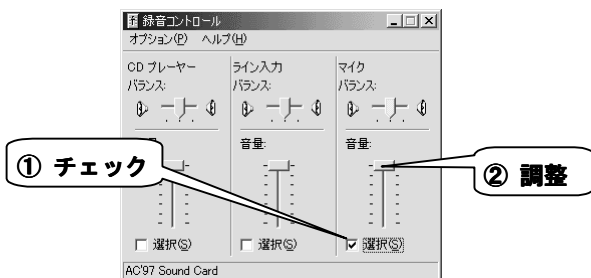 録音コントロール
オプション(P) ヘルプ(H)
CD プレーヤー
バランス:
選択(S)
ライン入力
バランス:
音量:
選択(S)
マイク
バランス:
音量:
選択(S)
① チェック
② 調整
AC'97 Sound Card